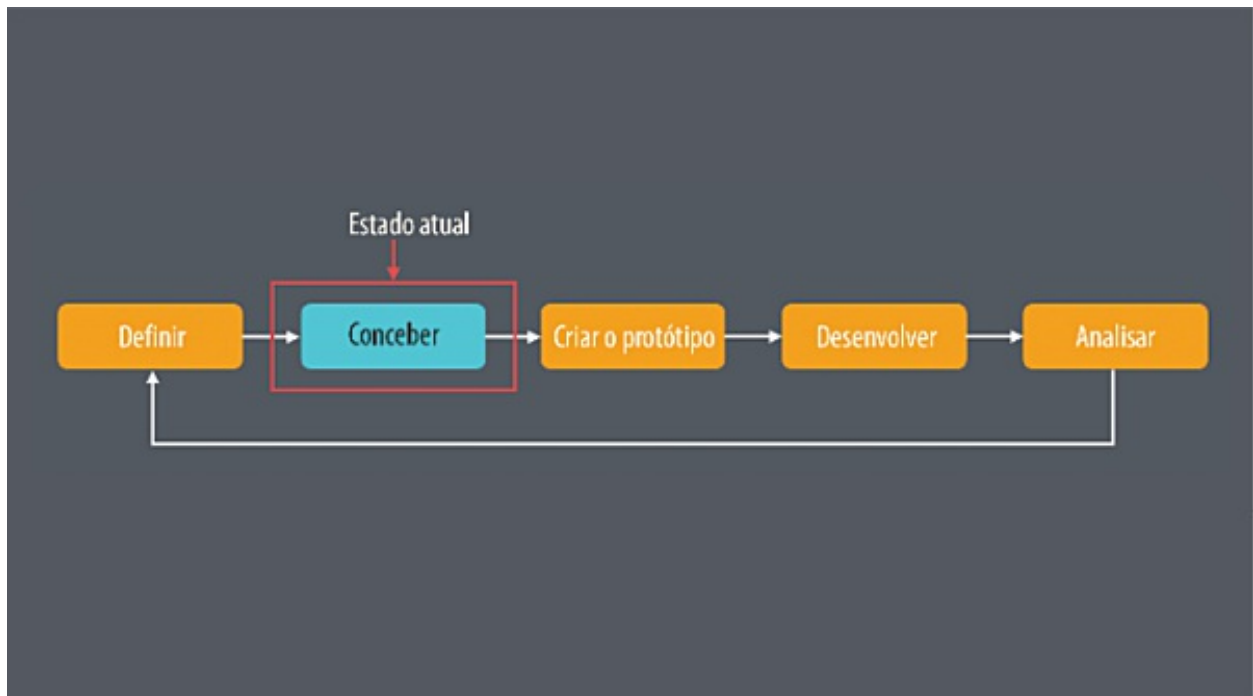 Estado atual
Definir
Conceber
Criar o protótipo
Desenvolver
Analisar